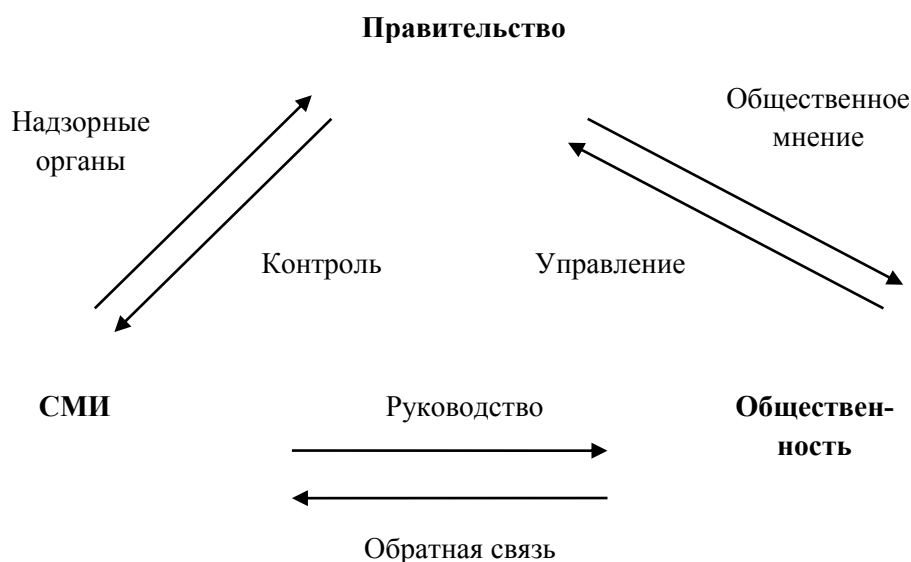 Правительство
Надзорные
органы
Общественное
мнение
Контроль
Управление
СМИ
Руководство
Обществен-
ность
Обратная связь